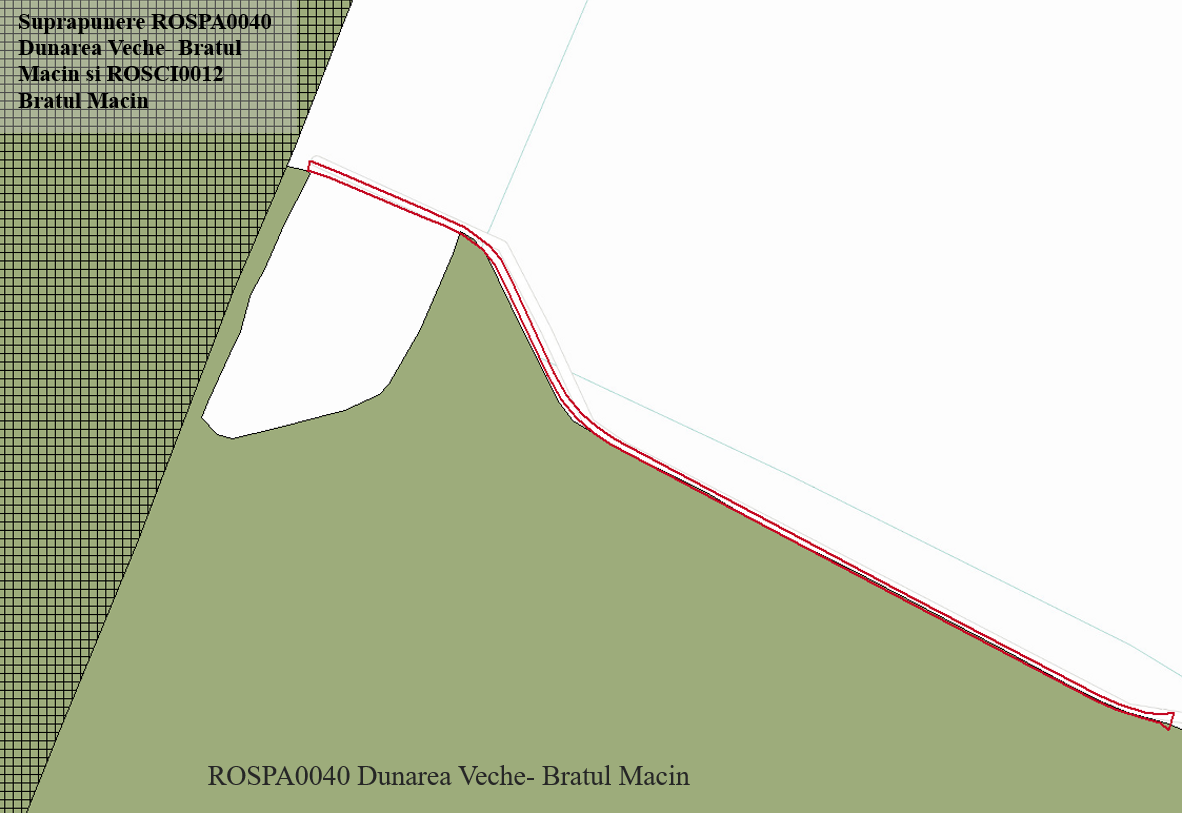 Suprapunere ROSPA0040
Dunarea Veche- Bratul
Macin si ROSCI0012
Bratul Macin
ROSPA0040 Dunarea Veche- Bratul Macin